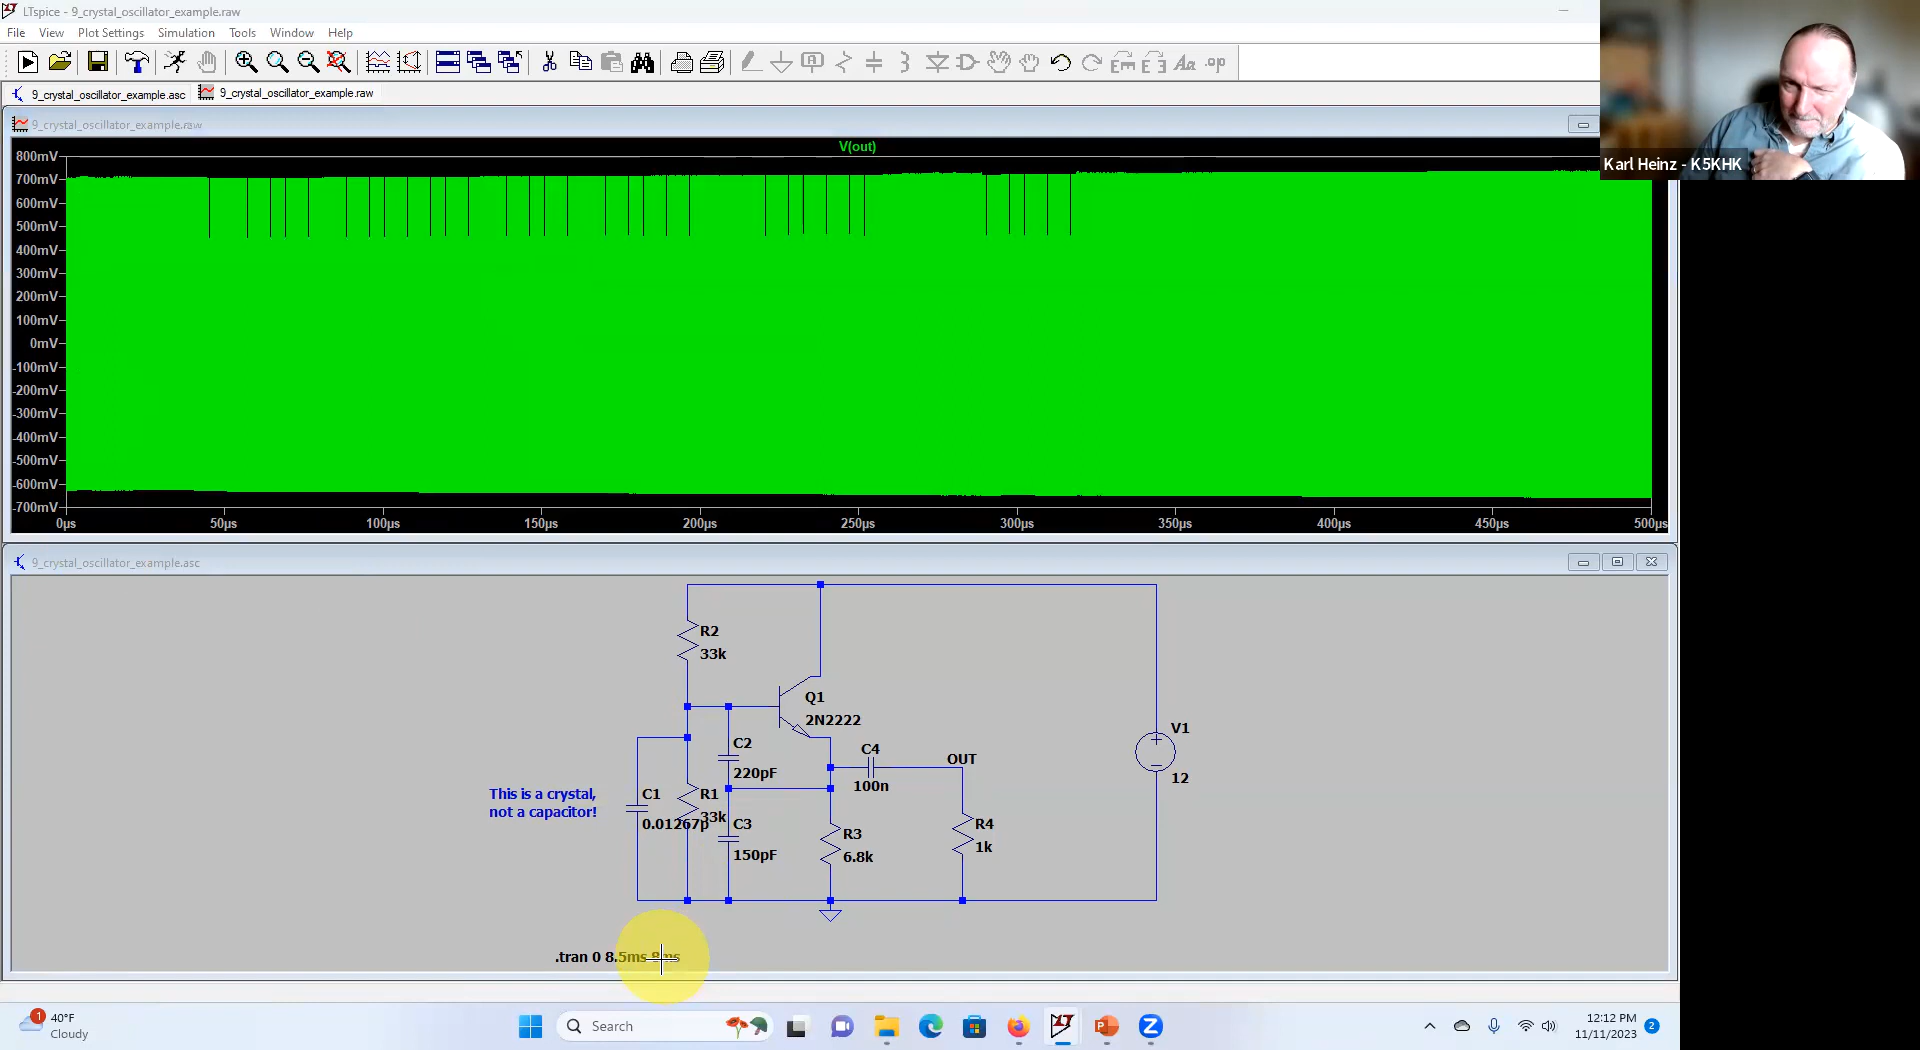 LTspice - 9_crystal_oscillator_example.raw
File View Plot Settings Simulation Tools Window Help
9_crystal_oscillator_example.asc 9_crystal_oscillator_example.raw
9_crystal_oscillator_example.raw
V(out)
800mV
700mV
600mV
500mV
400mV
300mV
200mV
100mV
0mV
-100mV
-200mV
-300mV
-400mV
-500mV
-600mV
-700mV
0µs 50µs 100µs 150µs 200µs 250µs 300µs 350µs 400µs 450µs 500µs
Karl Heinz - K5KHK
9_crystal_oscillator_example.asc
R2
33k
Q1
2N2222
C2
220pF
C4
100n
OUT
V1
12
This is a crystal,
not a capacitor!
C1
0.01267p
R1
33k
C3
150pF
R3
6.8k
R4
1k
.tran 0 8.5ms 8ms
1
40°F
Cloudy
Search
12:12 PM
11/11/2023
2